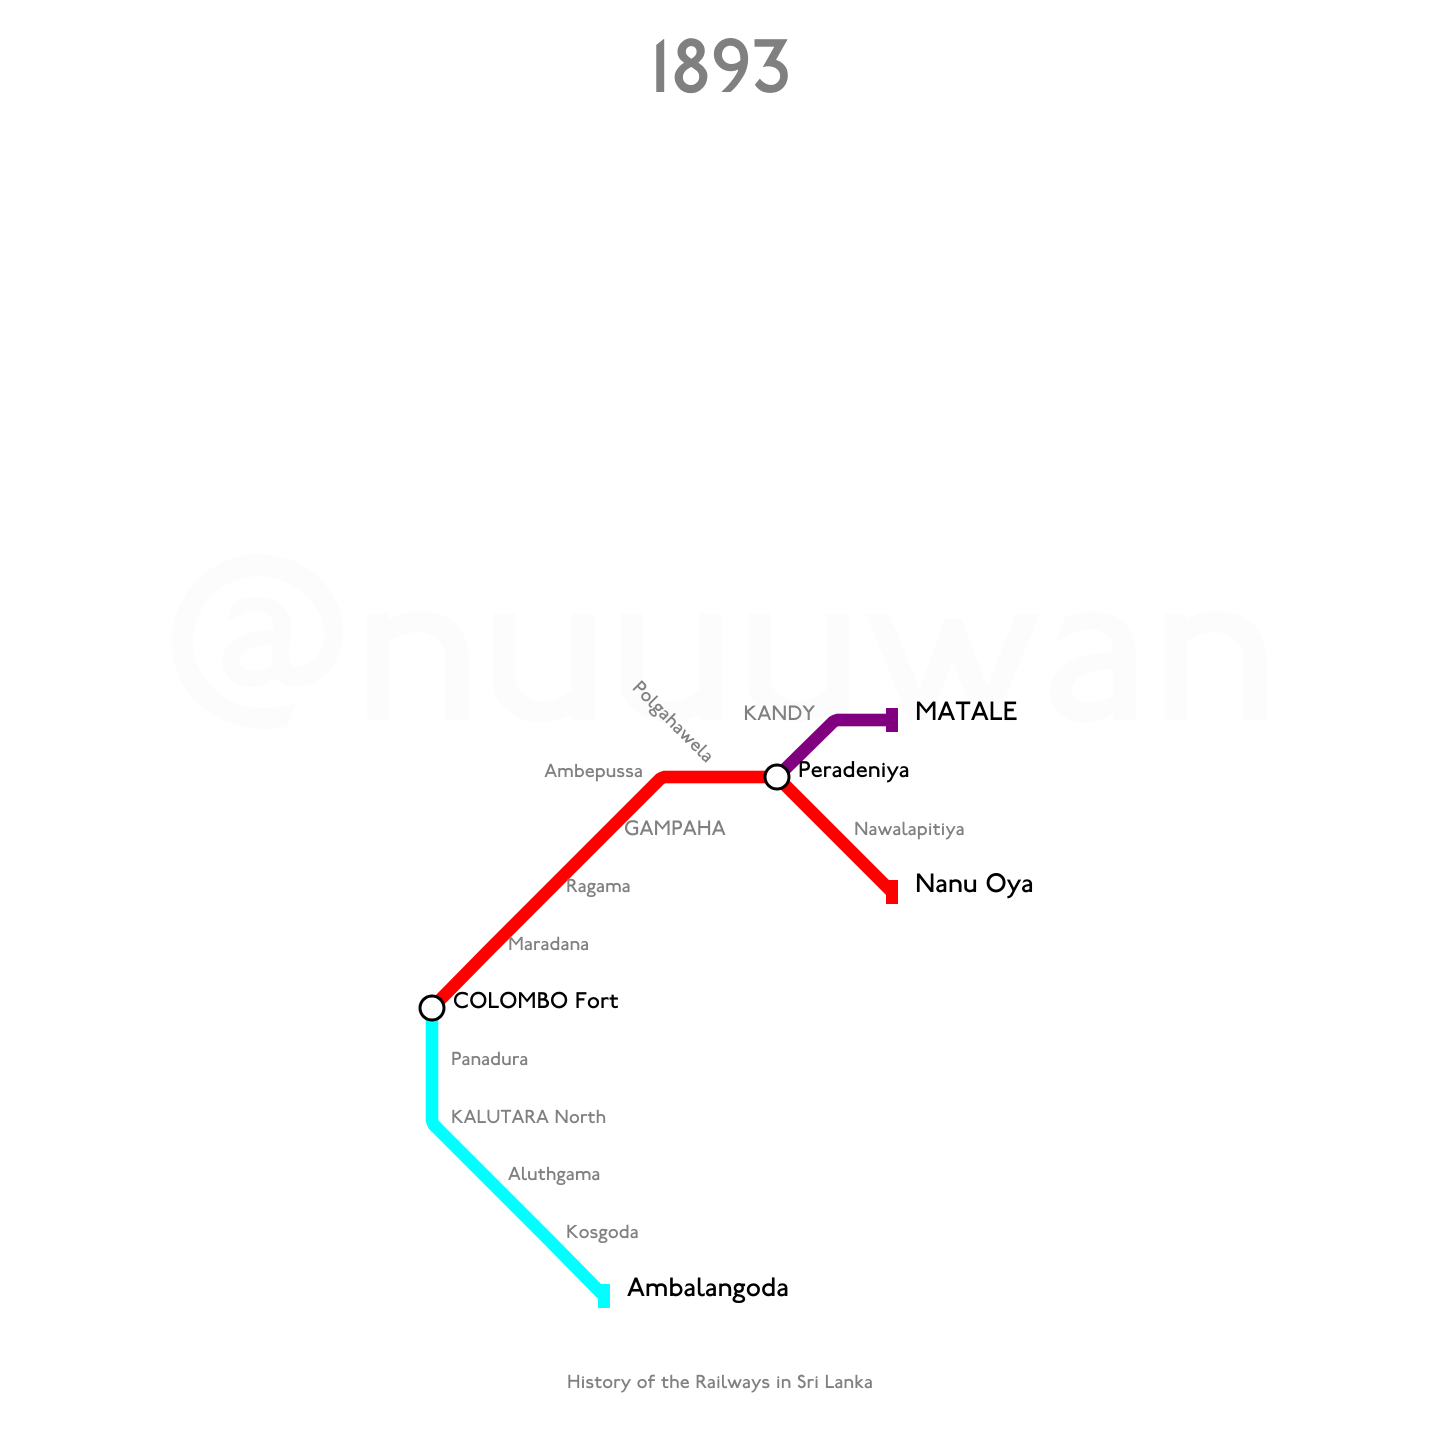 1893
@nuuuwan
Polgahawela
KANDY
MATALE
Ambepussa
Peradeniya
GAMPAHA
Nawalapitiya
Ragama
Nanu Oya
Maradana
COLOMBO Fort
Panadura
KALUTARA North
Aluthgama
Kosgoda
Ambalangoda
History of the Railways in Sri Lanka